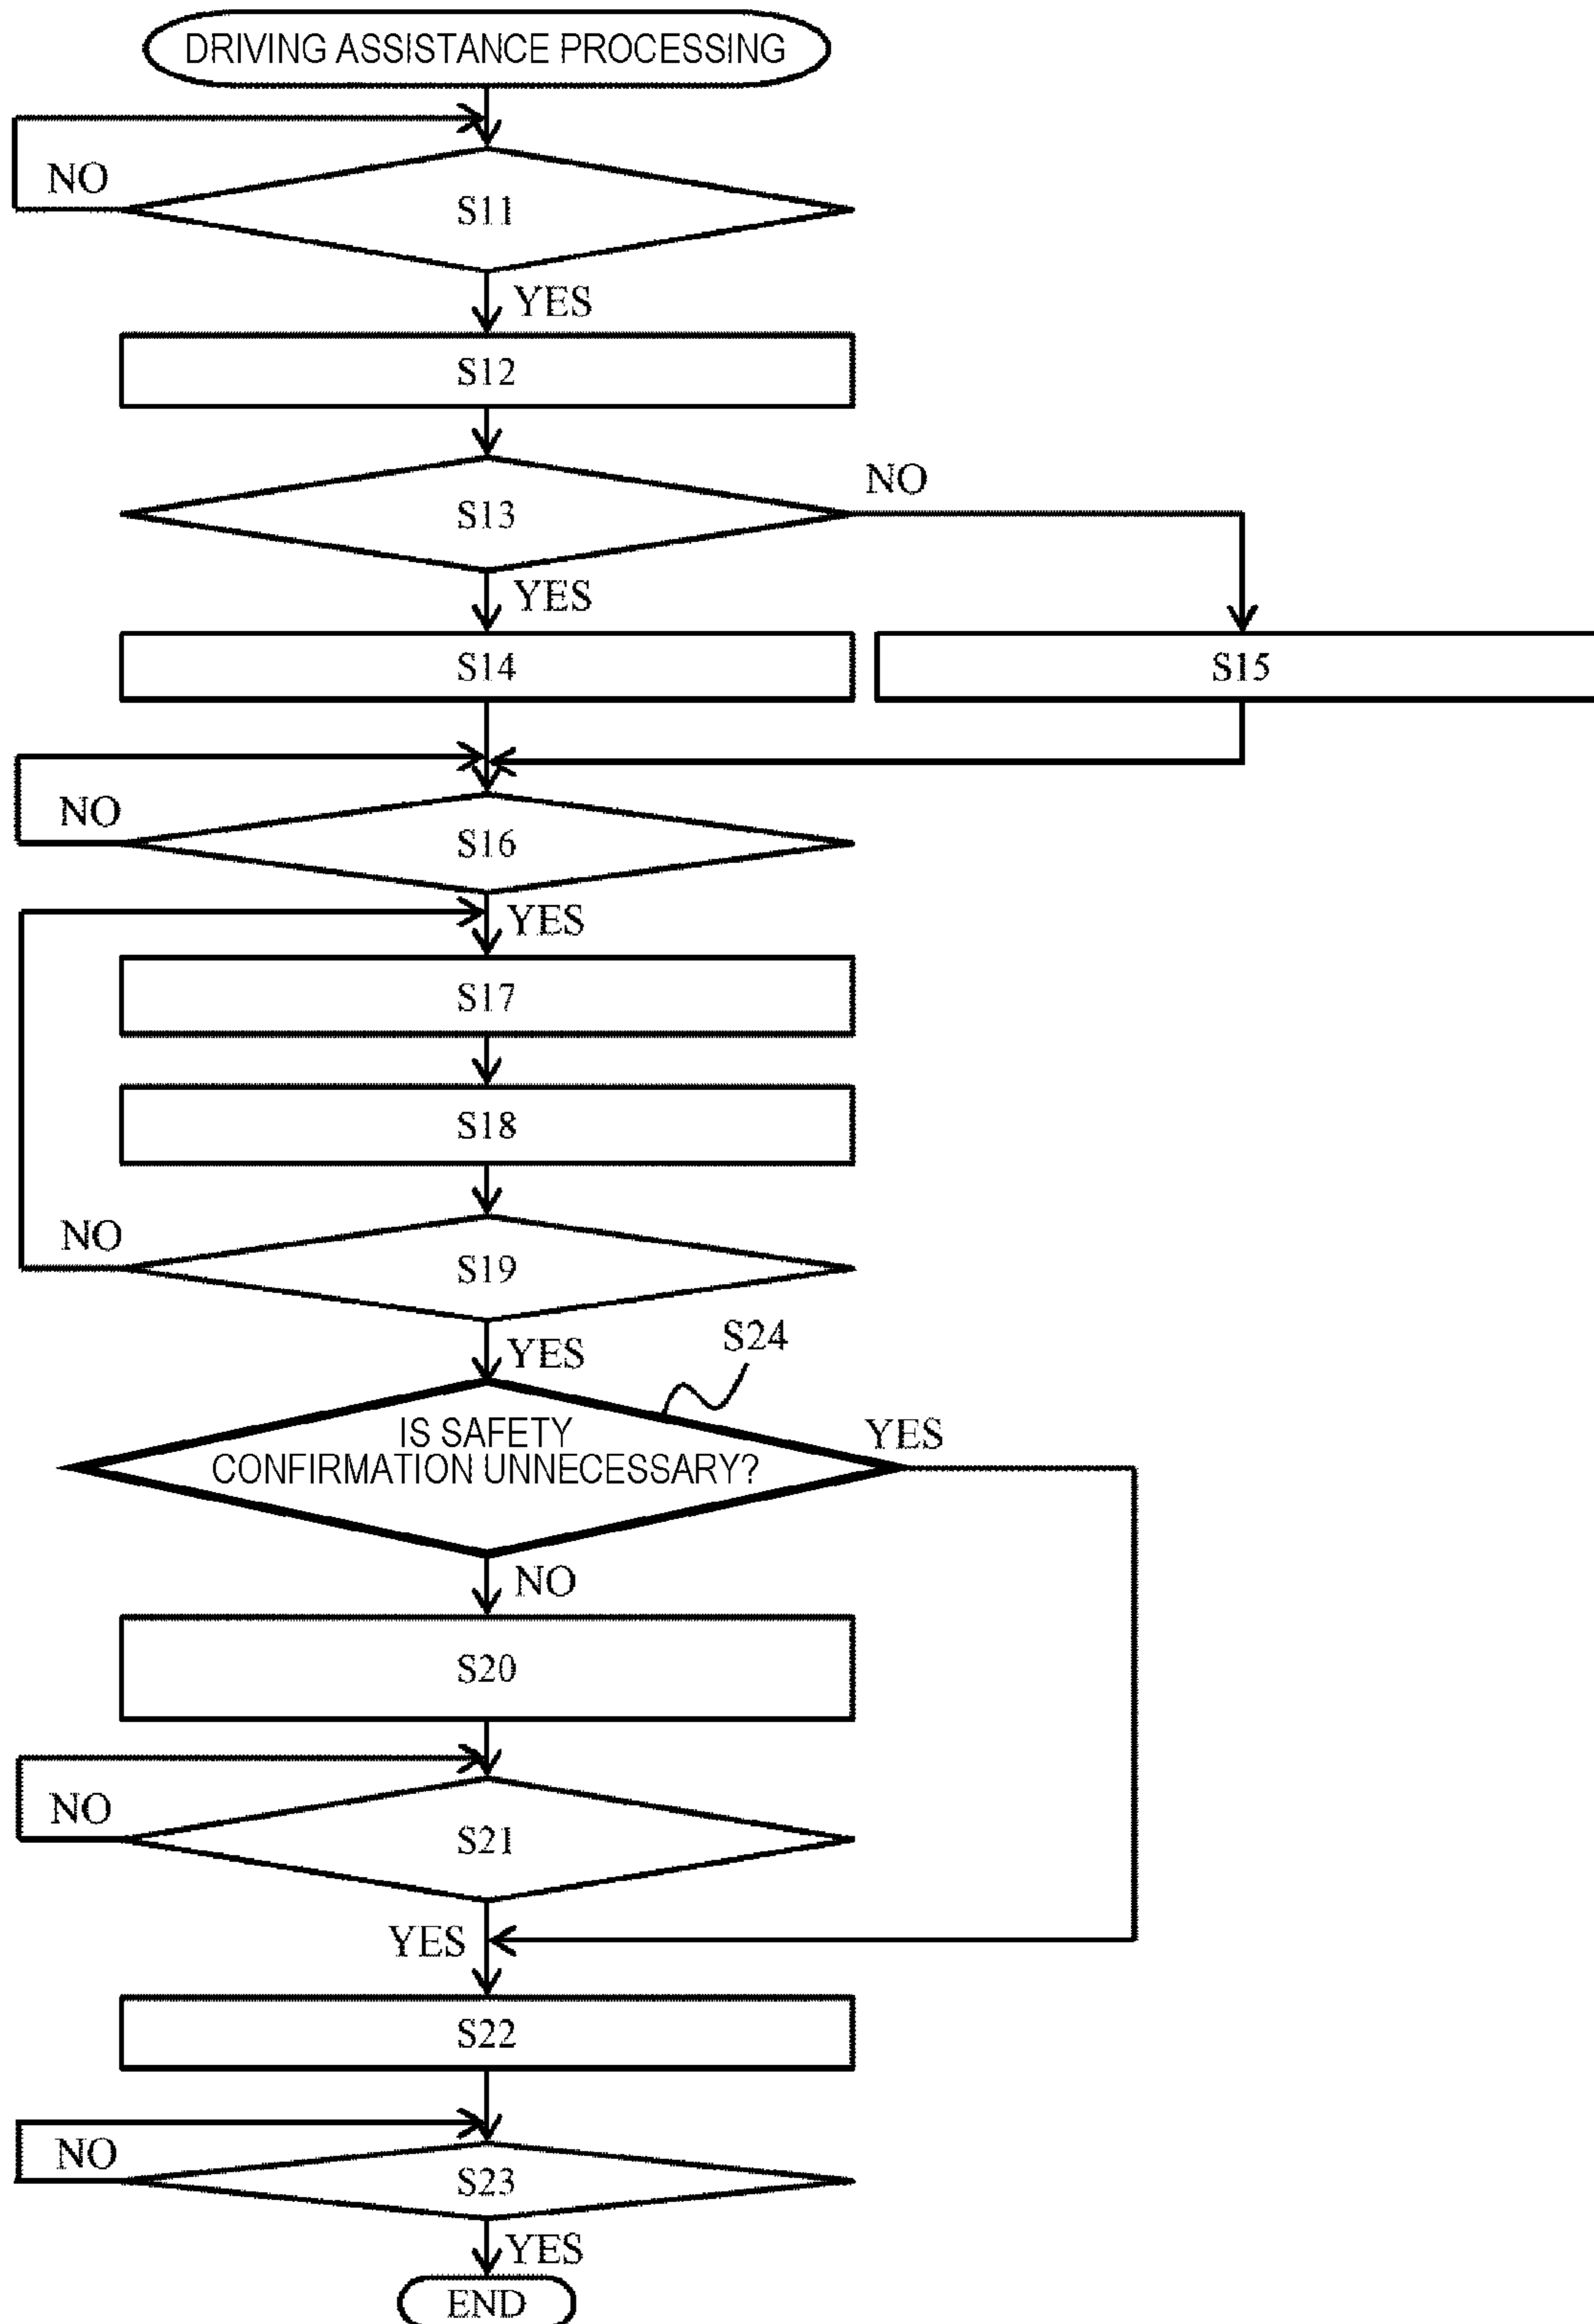 DRIVING ASSISTANCE PROCESSING
NO
S11
YES
S12
NO
S13
YES
S14
S15
NO
S16
YES
S17
S18
NO
S19
YES
S24
IS SAFETY
CONFIRMATION UNNECESSARY?
YES
NO
S20
NO
S21
YES
S22
NO
S23
YES
END